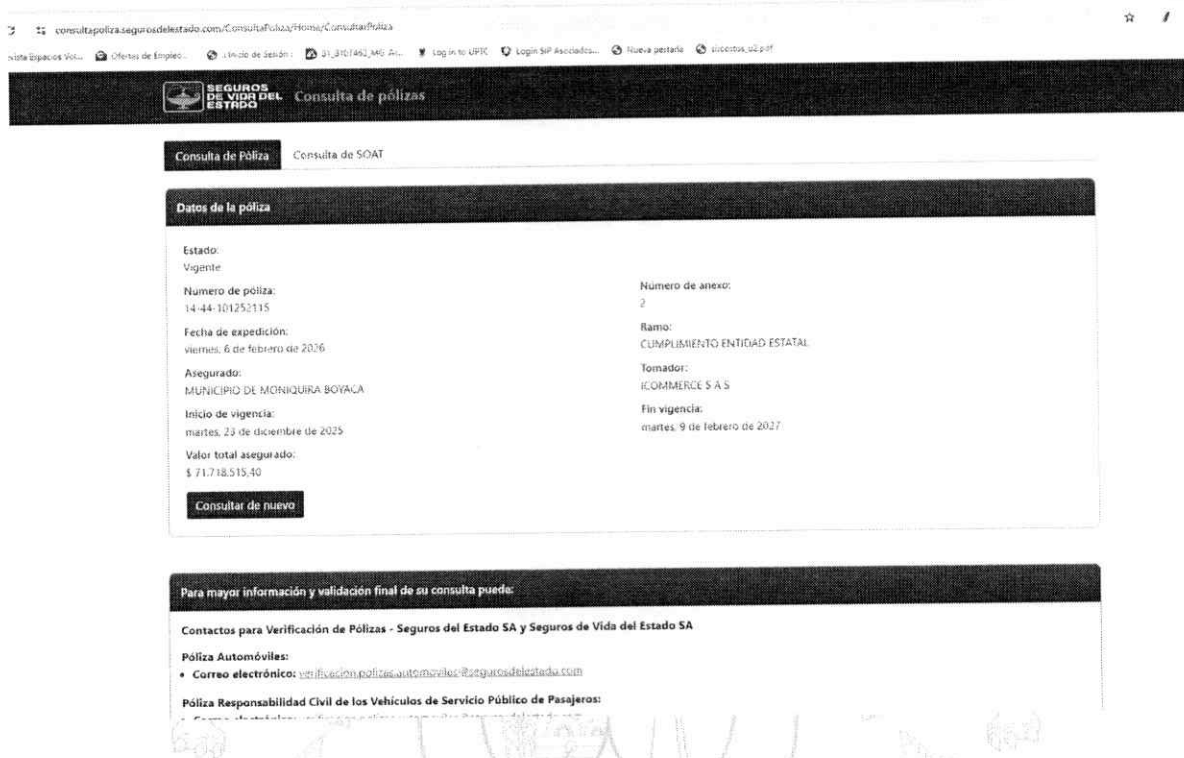 consultapoliza.segurosdelestado.com/ConsultaPoliza/Home/ConsultarPoliza
Ofertas de Empleo Login to UPTC Login SIP Asociados... Nueva pestaña
SEGUROS DE VIDA DEL ESTADO Consulta de pólizas
Consulta de Póliza Consulta de SOAT
Datos de la póliza
Estado:
Vigente
Número de póliza: Número de anexo:
14-44-101252115 2
Fecha de expedición: Ramo:
viernes, 6 de febrero de 2026 CUMPLIMIENTO ENTIDAD ESTATAL
Asegurado: Tomador:
MUNICIPIO DE MONIQUIRA BOYACA ICOMMERCE S A S
Inicio de vigencia: Fin vigencia:
martes, 23 de diciembre de 2025 martes, 9 de febrero de 2027
Valor total asegurado:
$ 71.718.515,40
Consultar de nuevo
Para mayor información y validación final de su consulta puede:
Contactos para Verificación de Pólizas - Seguros del Estado SA y Seguros de Vida del Estado SA
Póliza Automóviles:
• Correo electrónico: verificacion.polizas.automoviles@segurosdelestado.com
Póliza Responsabilidad Civil de los Vehículos de Servicio Público de Pasajeros: